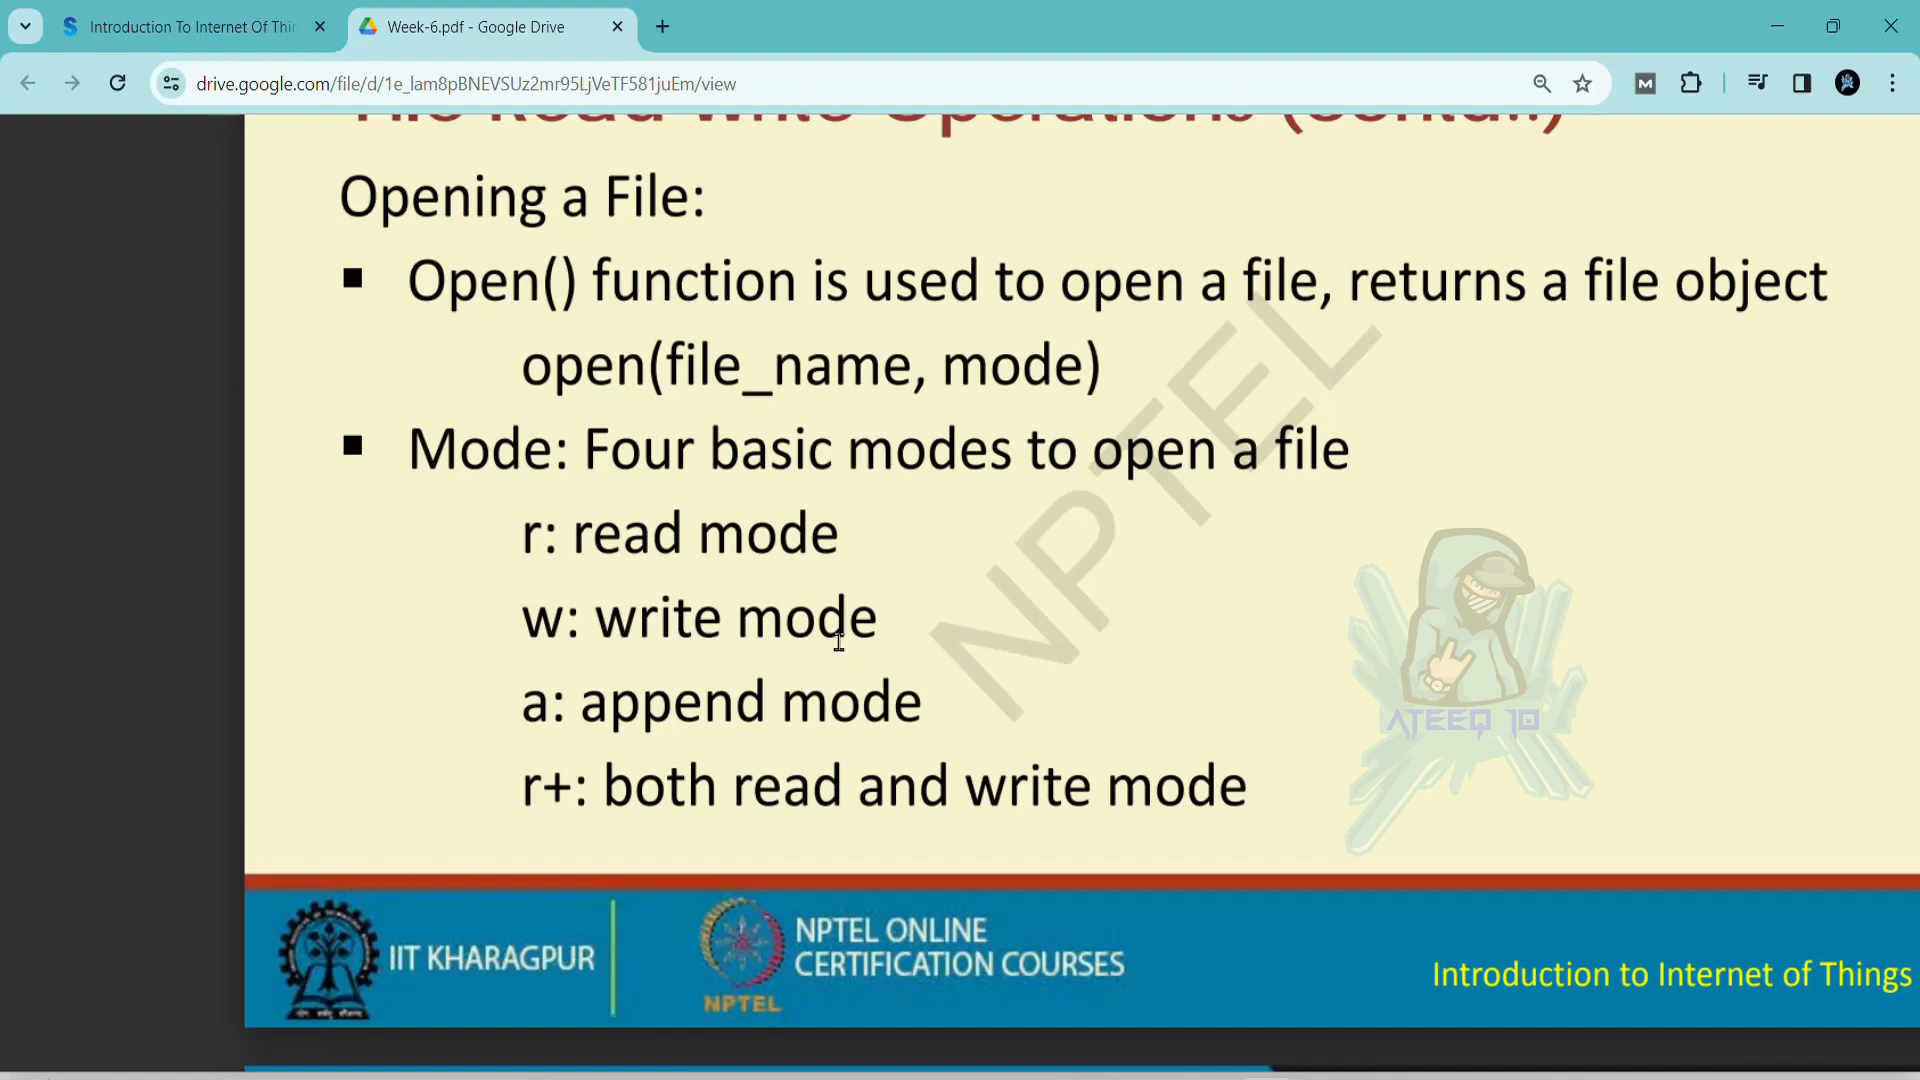 Introduction To Internet Of Thin
Week-6.pdf - Google Drive
drive.google.com/file/d/1e_lam8pBNEVSUz2mr95LjVeTF581juEm/view
File Read Write Operations (contd..)
Opening a File:
Open() function is used to open a file, returns a file object
open(file_name, mode)
Mode: Four basic modes to open a file
r: read mode
w: write mode
a: append mode
r+: both read and write mode
NPTEL
ATEEQ 10
IIT KHARAGPUR
NPTEL ONLINE
CERTIFICATION COURSES
NPTEL
Introduction to Internet of Things